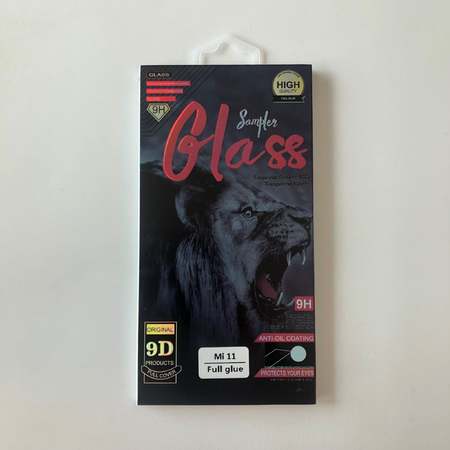 GLASS
9H
HIGH
QUALITY
Sampler
Glass
9H
ANTI-OIL COATING
PROTECTS YOUR EYES
ORIGINAL
9D
PRODUCTS
FULL COVER
Mi 11
Full glue